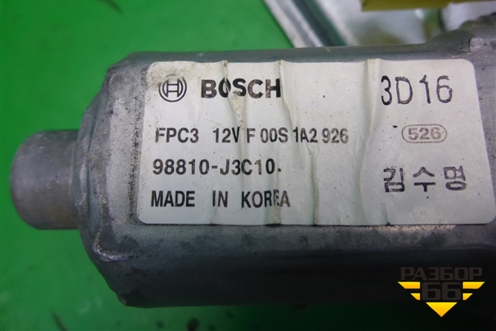 BOSCH 3D16
FPC3 12V F 00S 1A2 926 526
98810-J3C10.
MADE IN KOREA 김수명
РАЗБОР
66